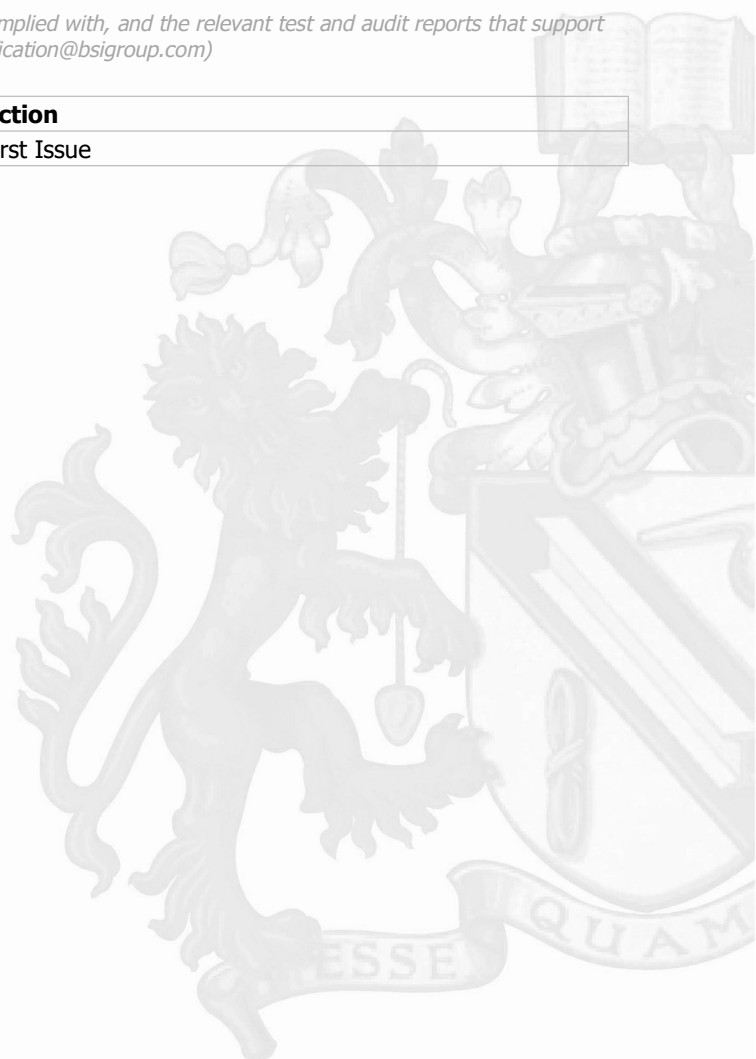 mplied with, and the relevant test and audit reports that support
ication@bsigroup.com)
ction
rst Issue
ESSE
QUAM